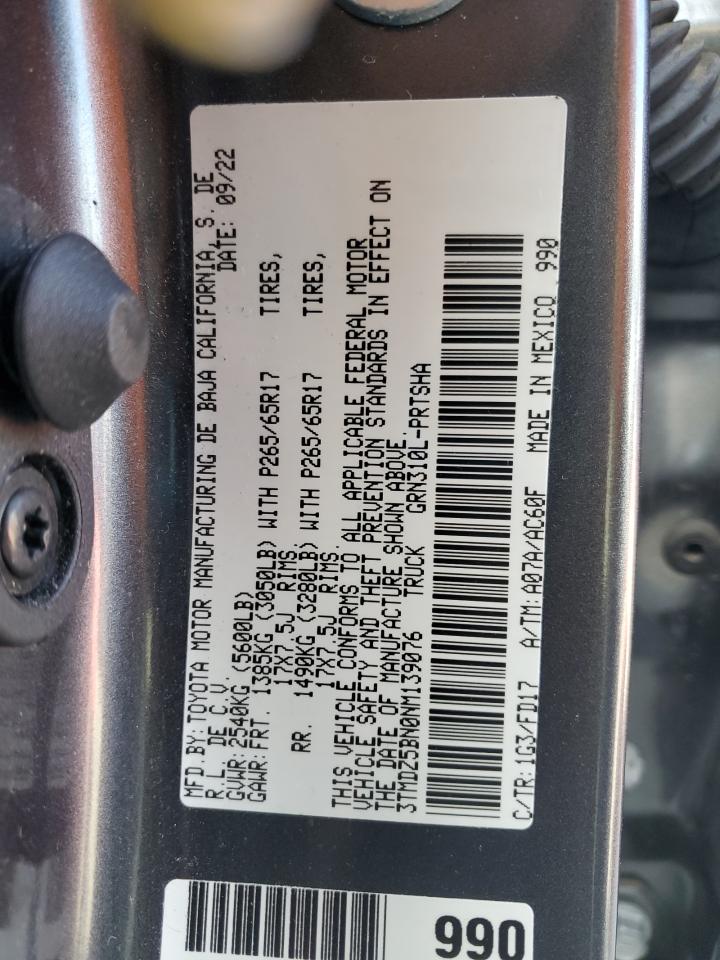 MFD.BY:TOYOTA MOTOR MANUFACTURING DE BAJA CALIFORNIA, S. DE
R.L. DE C.V. DATE: 09/22
GVWR:2540KG (5600LB)
GAWR:FRT. 1385KG (3050LB) WITH P265/65R17 TIRES,
17X7.5J RIMS.
RR. 1490KG (3280LB) WITH P265/65R17 TIRES,
17X7.5J RIMS.
THIS VEHICLE CONFORMS TO ALL APPLICABLE FEDERAL MOTOR
VEHICLE SAFETY AND THEFT PREVENTION STANDARDS IN EFFECT ON
THE DATE OF MANUFACTURE SHOWN ABOVE.
3TMDZ5BN0NM139076 TRUCK GRN310L-PRTSHA
C/TR:1G3/FD17 A/TM:A07A/AC60F MADE IN MEXICO 990
990